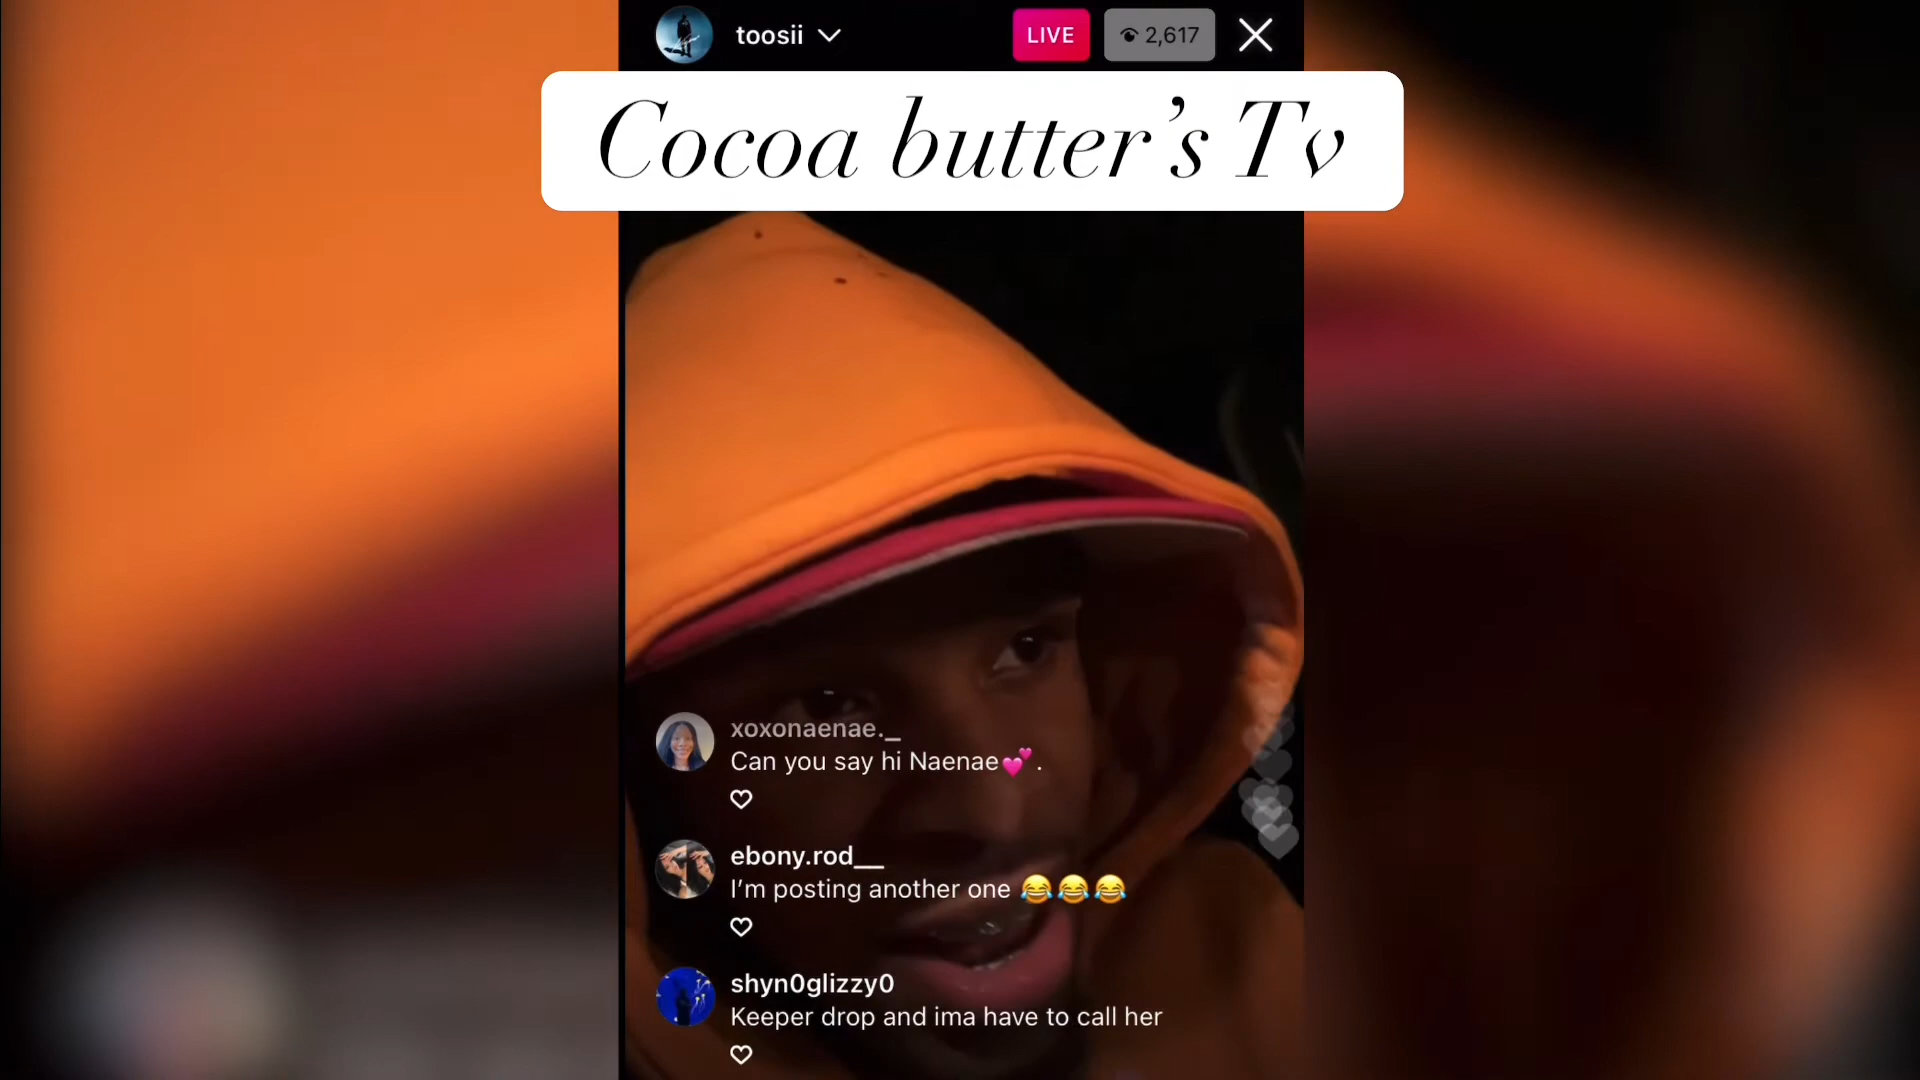 toosii
LIVE
2,617
Cocoa butter’s Tv
xoxonaenae._
Can you say hi Naenae💕.
ebony.rod__
I’m posting another one 😂😂😂
shyn0glizzy0
Keeper drop and ima have to call her